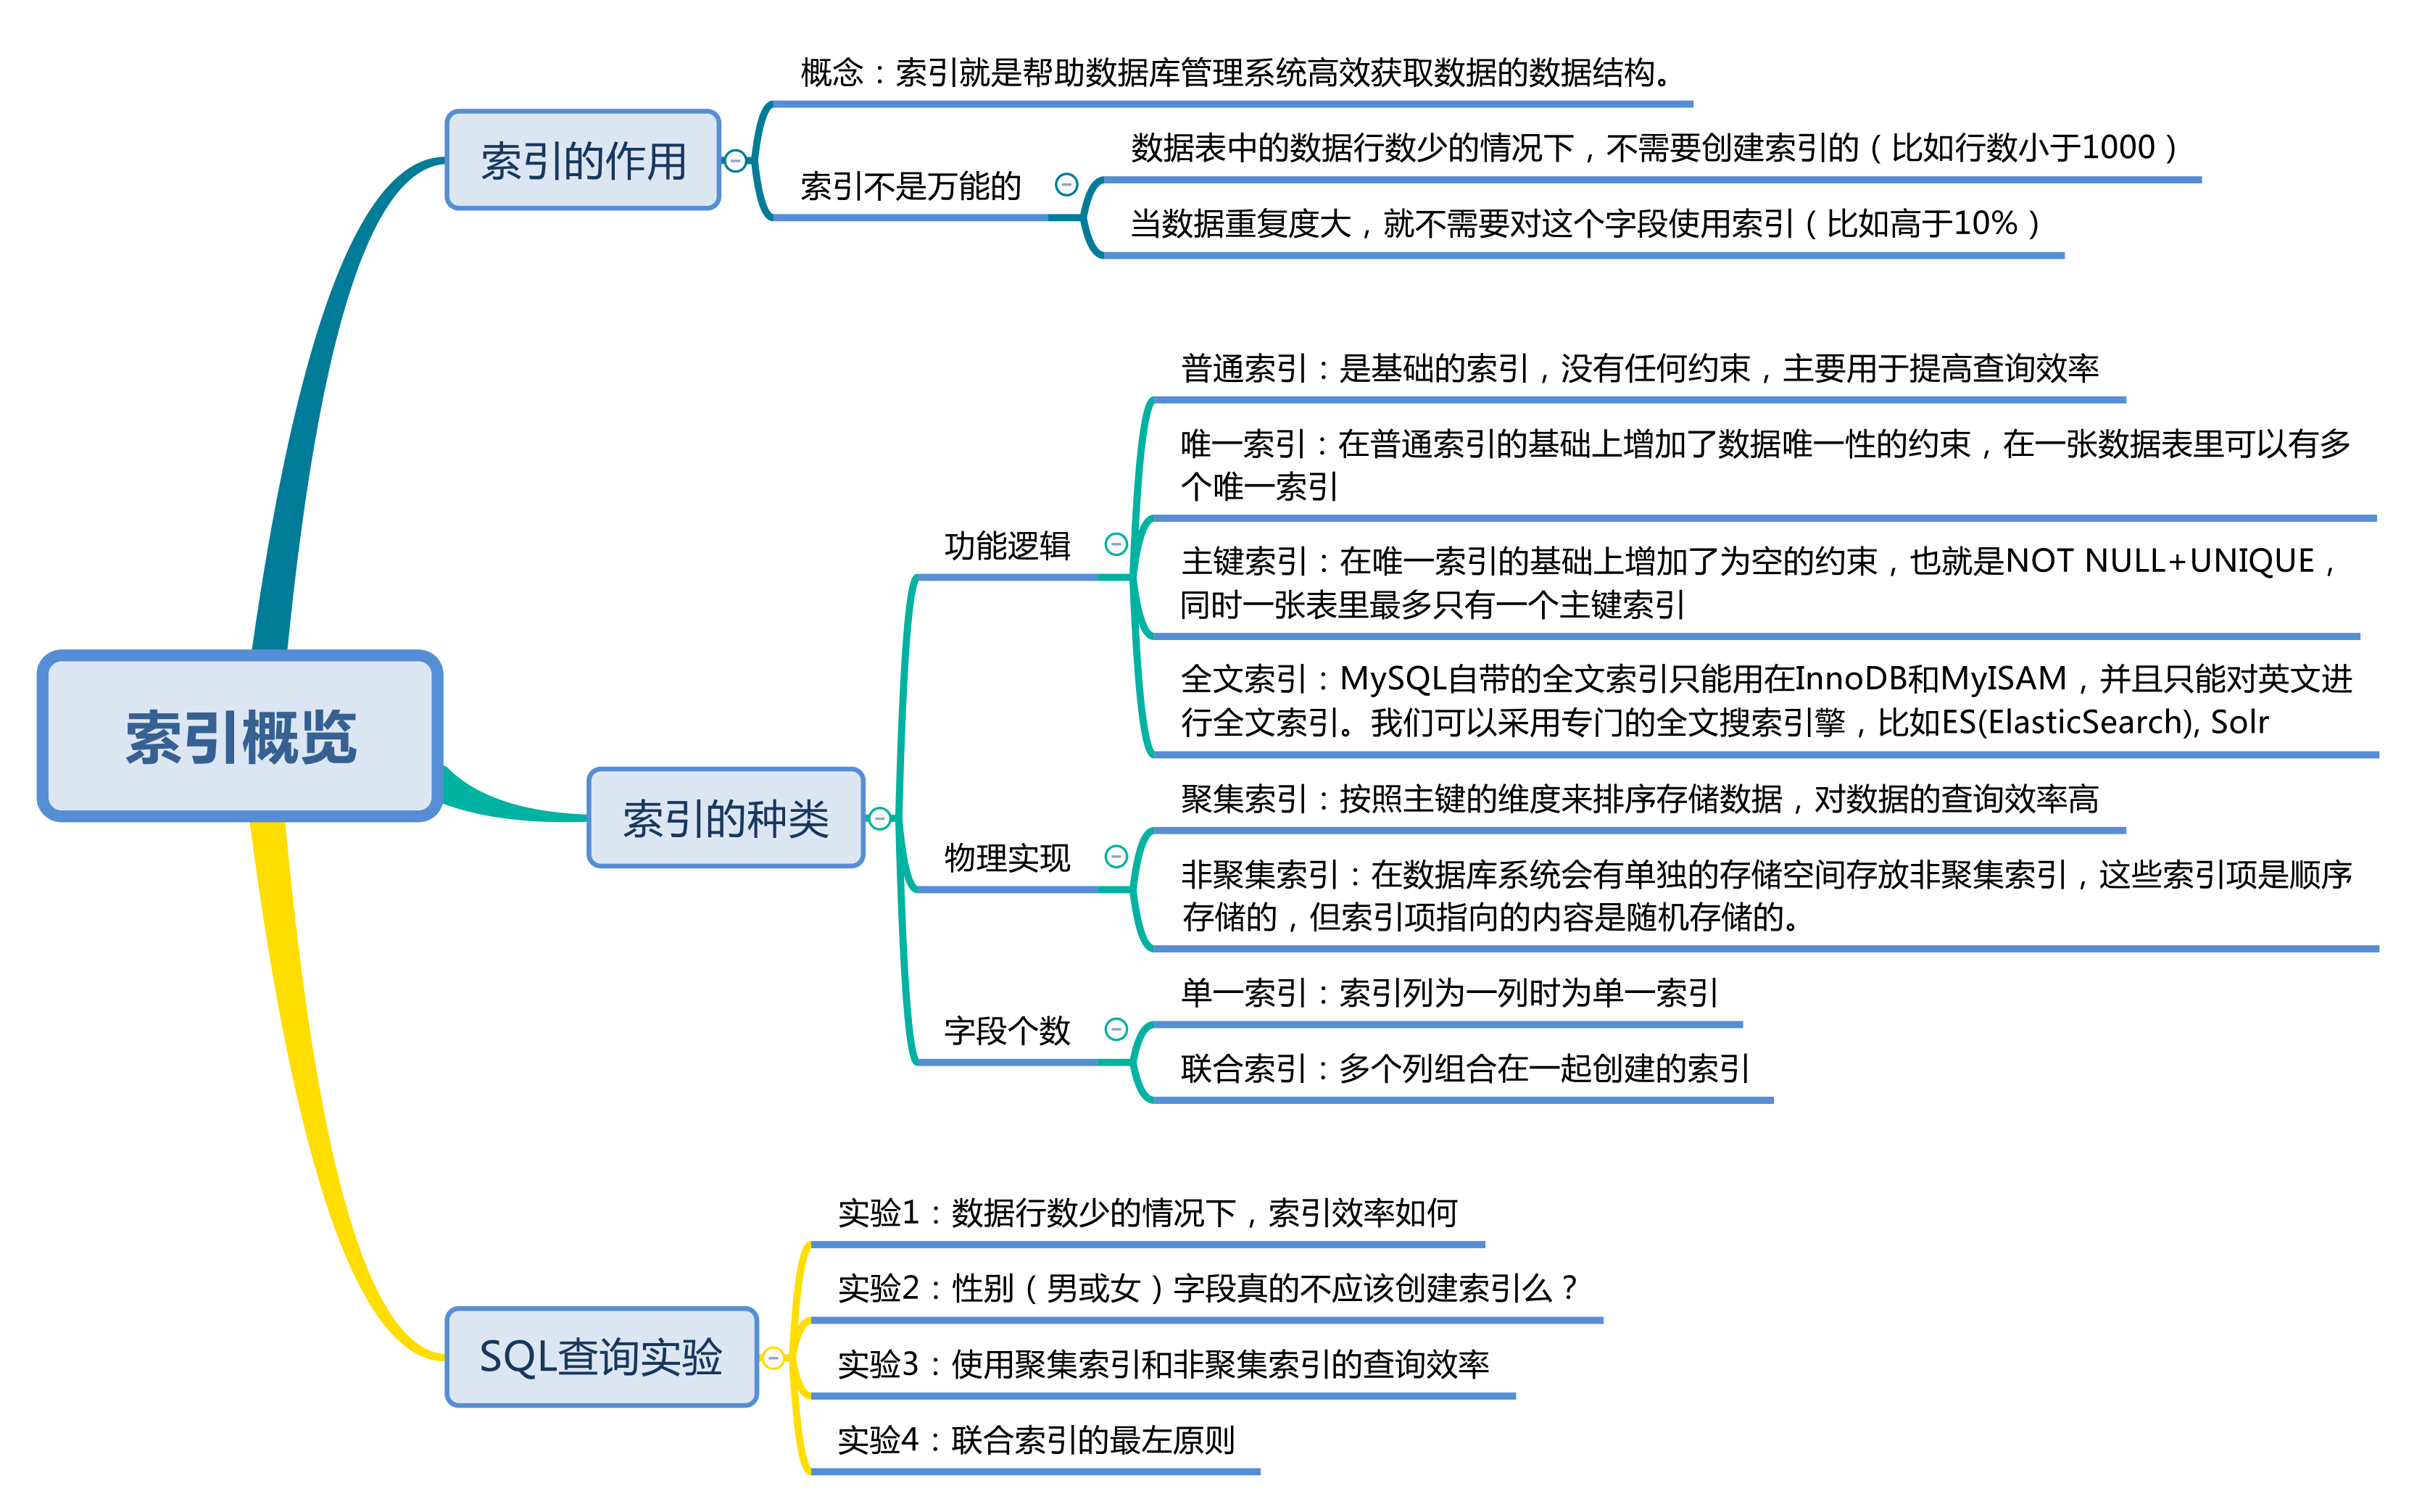 索引概览
索引的作用
概念：索引就是帮助数据库管理系统高效获取数据的数据结构。
索引不是万能的
数据表中的数据行数少的情况下，不需要创建索引的（比如行数小于1000）
当数据重复度大，就不需要对这个字段使用索引（比如高于10%）
索引的种类
功能逻辑
普通索引：是基础的索引，没有任何约束，主要用于提高查询效率
唯一索引：在普通索引的基础上增加了数据唯一性的约束，在一张数据表里可以有多
个唯一索引
主键索引：在唯一索引的基础上增加了为空的约束，也就是NOT NULL+UNIQUE，
同时一张表里最多只有一个主键索引
全文索引：MySQL自带的全文索引只能用在InnoDB和MyISAM，并且只能对英文进
行全文索引。我们可以采用专门的全文搜索引擎，比如ES(ElasticSearch), Solr
物理实现
聚集索引：按照主键的维度来排序存储数据，对数据的查询效率高
非聚集索引：在数据库系统会有单独的存储空间存放非聚集索引，这些索引项是顺序
存储的，但索引项指向的内容是随机存储的。
字段个数
单一索引：索引列为一列时为单一索引
联合索引：多个列组合在一起创建的索引
SQL查询实验
实验1：数据行数少的情况下，索引效率如何
实验2：性别（男或女）字段真的不应该创建索引么？
实验3：使用聚集索引和非聚集索引的查询效率
实验4：联合索引的最左原则